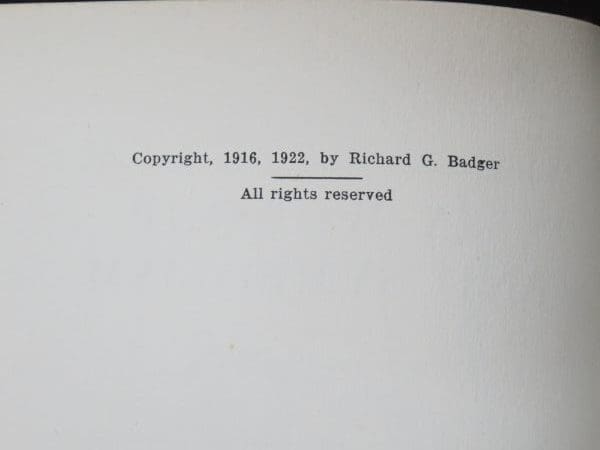 Copyright, 1916, 1922, by Richard G. Badger
All rights reserved